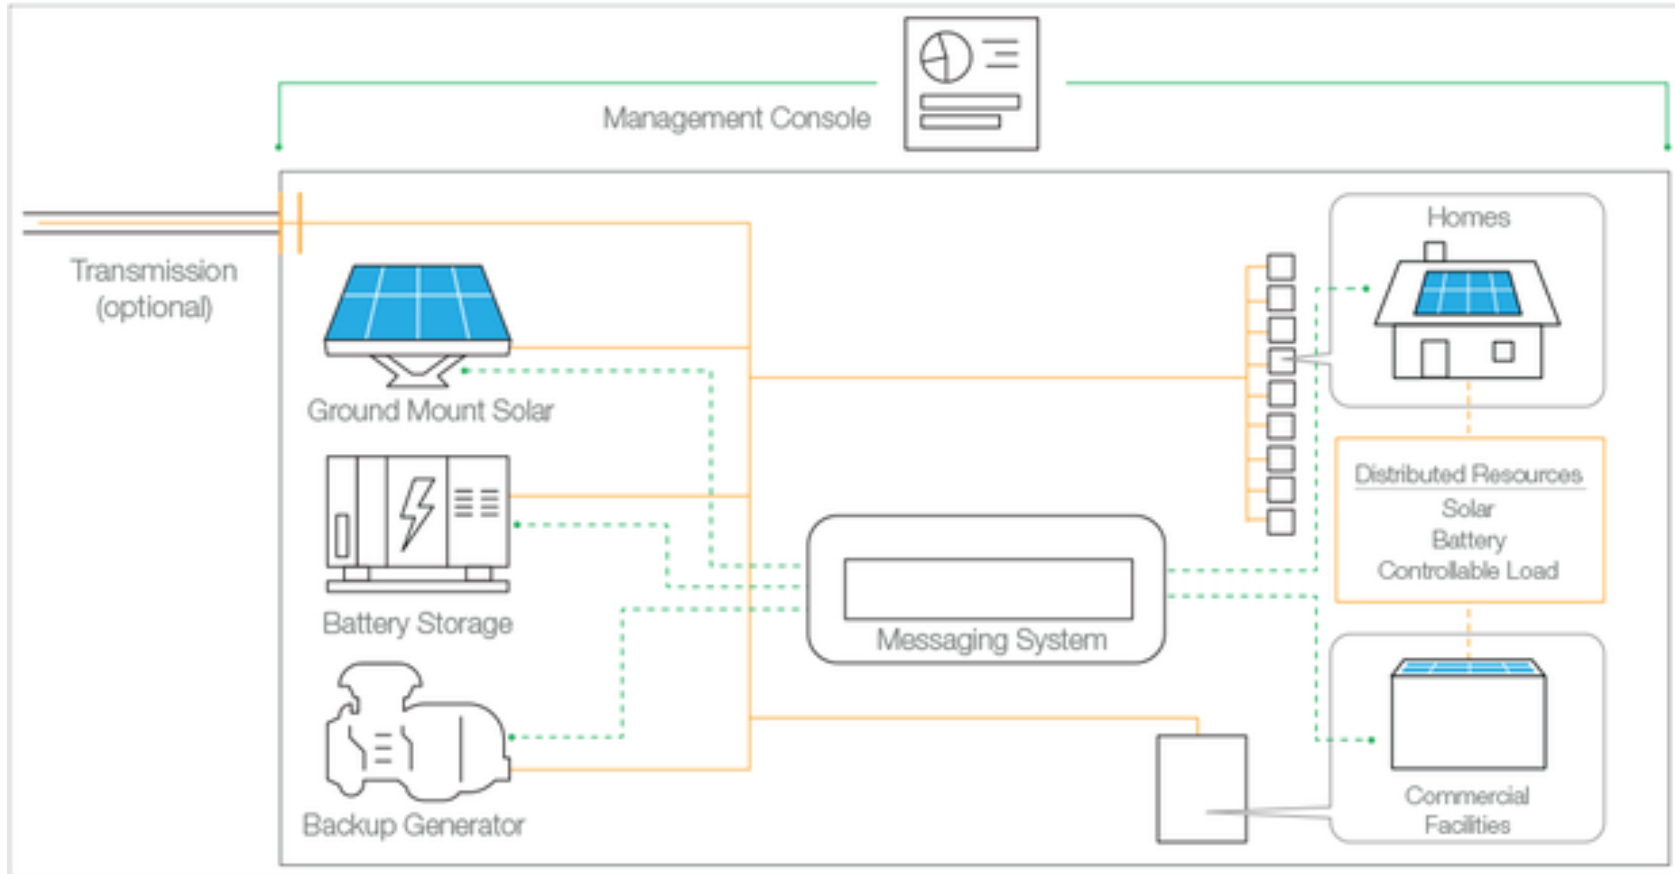 Management Console
Transmission
(optional)
Ground Mount Solar
Battery Storage
Backup Generator
Messaging System
Homes
Distributed Resources
Solar
Battery
Controllable Load
Commercial
Facilities